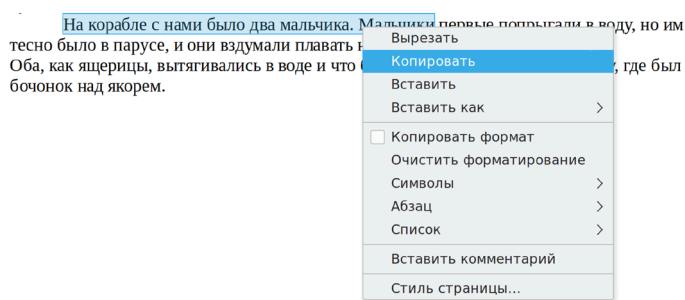 На корабле с нами было два мальчика. Мальчики первые попрыгали в воду, но им
тесно было в парусе, и они вздумали плавать
Оба, как ящерицы, вытягивались в воде и что где был
бочонок над якорем.
Вырезать
Копировать
Вставить
Вставить как
Копировать формат
Очистить форматирование
Символы
Абзац
Список
Вставить комментарий
Стиль страницы...